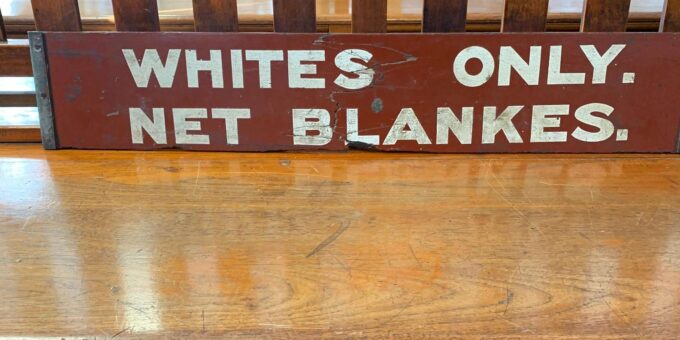 WHITES ONLY.
NET BLANKES.